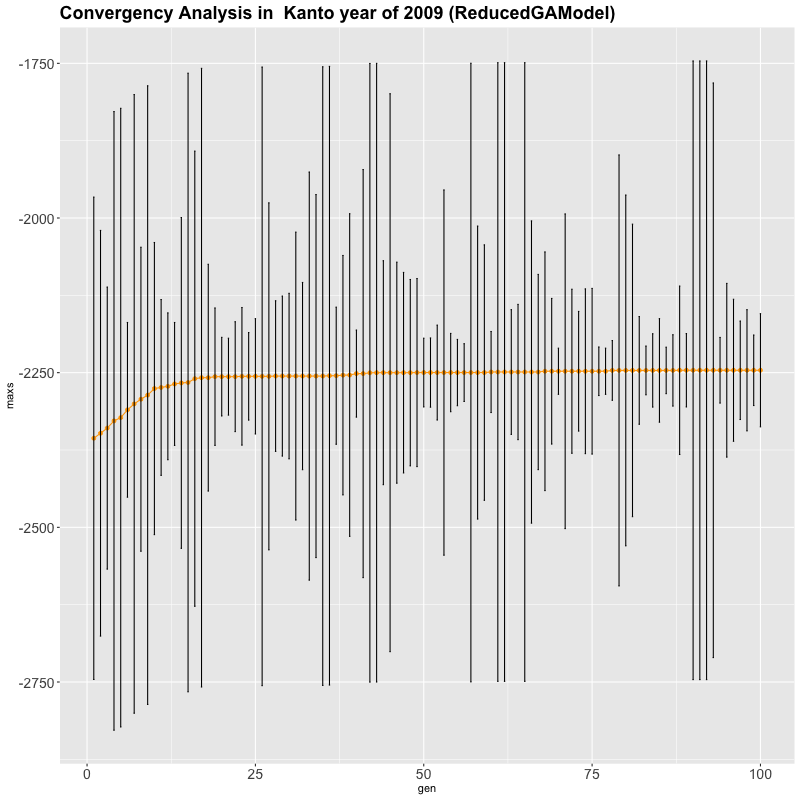 Convergency Analysis in  Kanto year of 2009 (ReducedGAModel)
-1750
-2000
-2250
-2500
-2750
maxs
0 25 50 75 100
gen